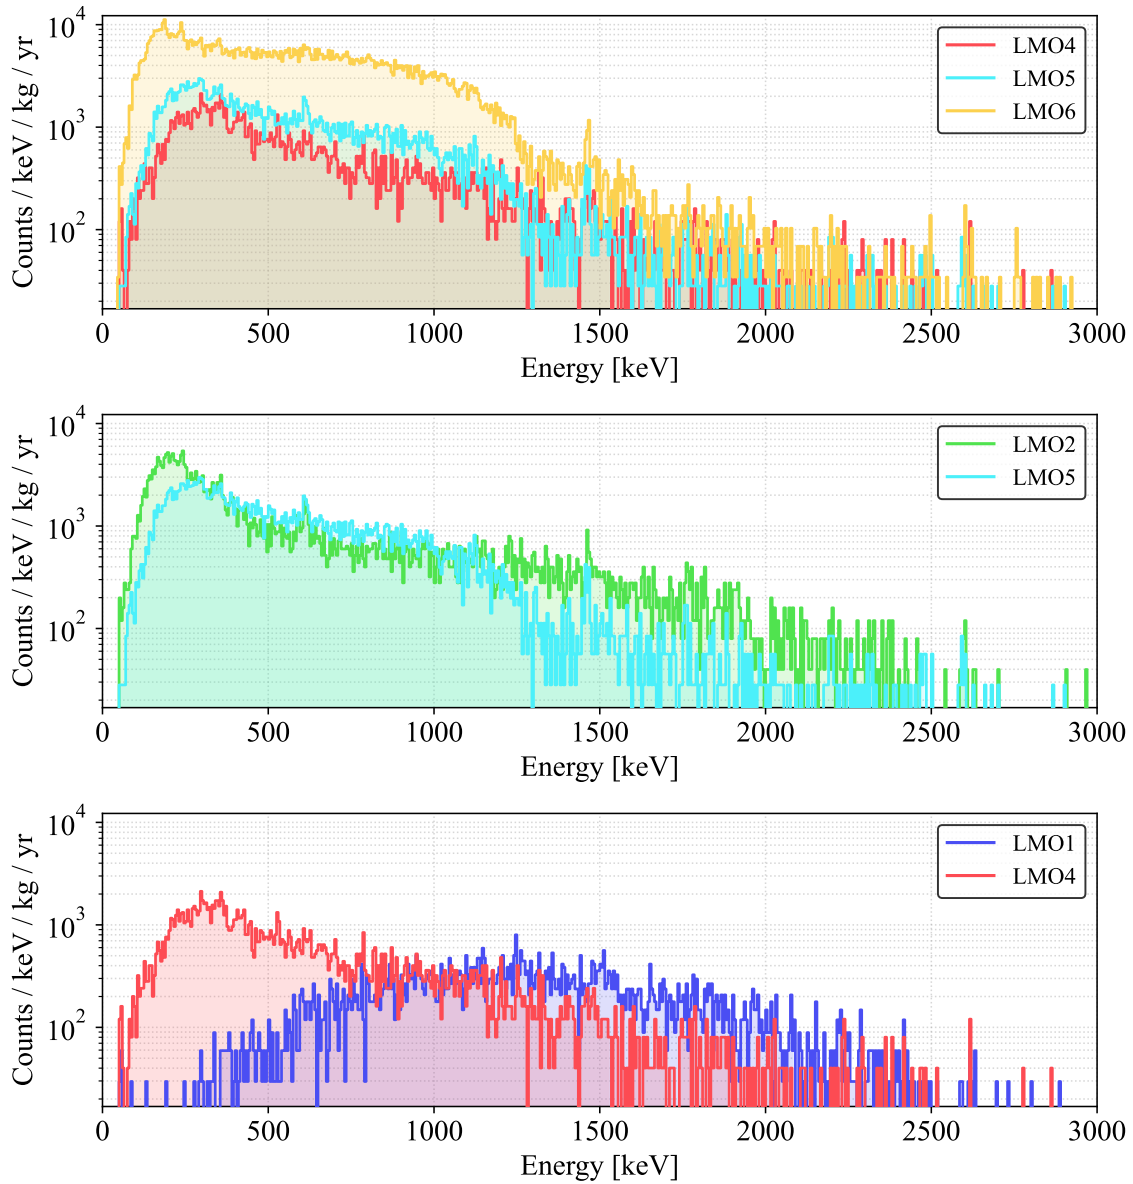 10^4
10^3
10^2
Counts / keV / kg / yr
LMO4
LMO5
LMO6
0 500 1000 1500 2000 2500 3000
Energy [keV]
10^4
10^3
10^2
Counts / keV / kg / yr
LMO2
LMO5
0 500 1000 1500 2000 2500 3000
Energy [keV]
10^4
10^3
10^2
Counts / keV / kg / yr
LMO1
LMO4
0 500 1000 1500 2000 2500 3000
Energy [keV]